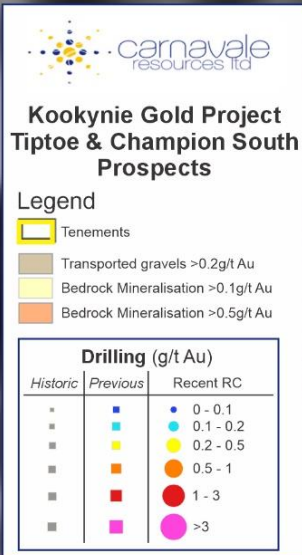 carnavale
resources ltd
Kookynie Gold Project
Tiptoe & Champion South
Prospects
Legend
Tenements
Transported gravels >0.2g/t Au
Bedrock Mineralisation >0.1g/t Au
Bedrock Mineralisation >0.5g/t Au
Drilling (g/t Au)
Historic Previous Recent RC
0 - 0.1
0.1 - 0.2
0.2 - 0.5
0.5 - 1
1 - 3
>3